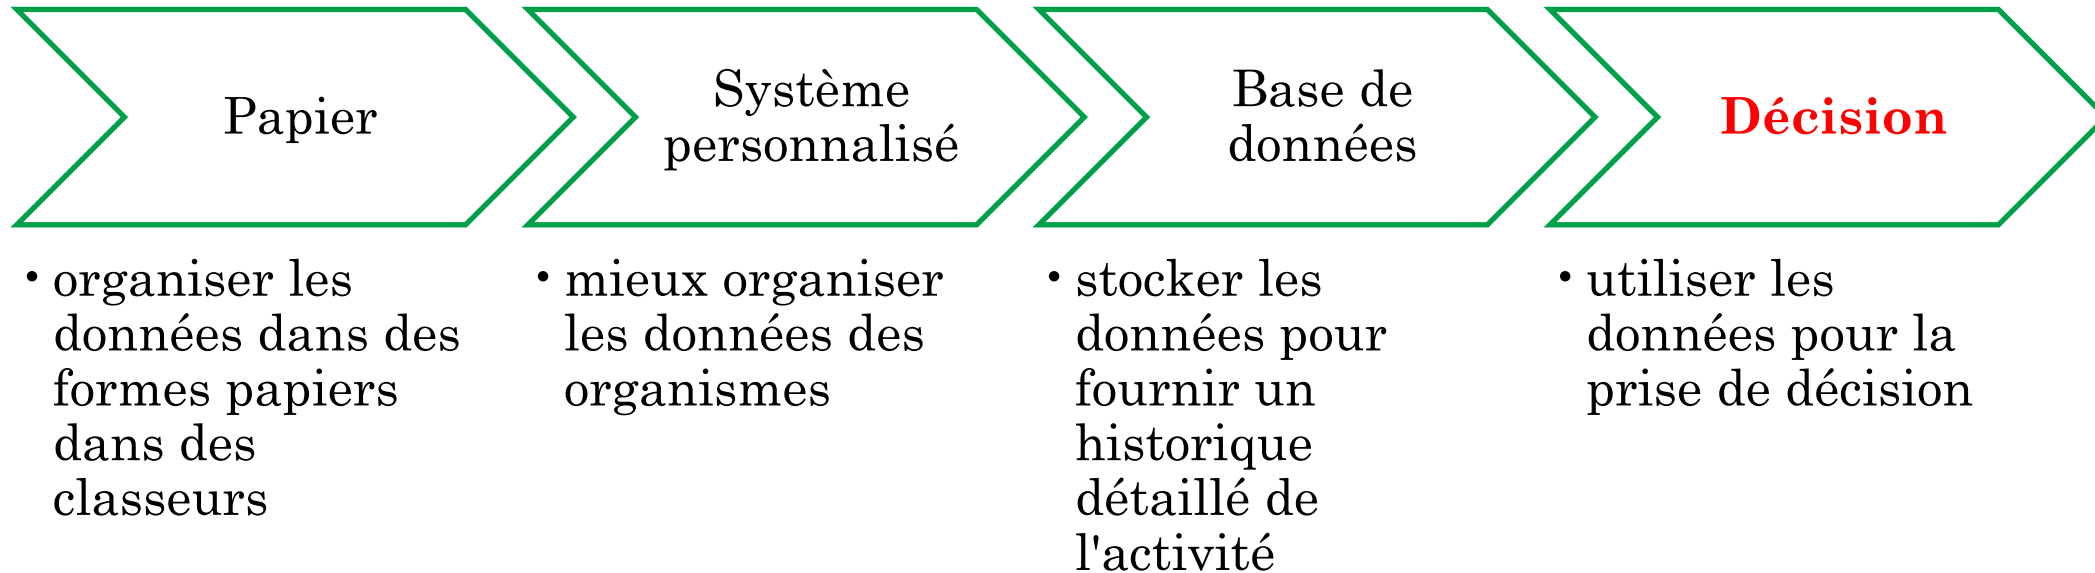 Papier
Système
personnalisé
Base de
données
Décision
• organiser les
données dans des
formes papiers
dans des
classeurs
• mieux organiser
les données des
organismes
• stocker les
données pour
fournir un
historique
détaillé de
l'activité
• utiliser les
données pour la
prise de décision